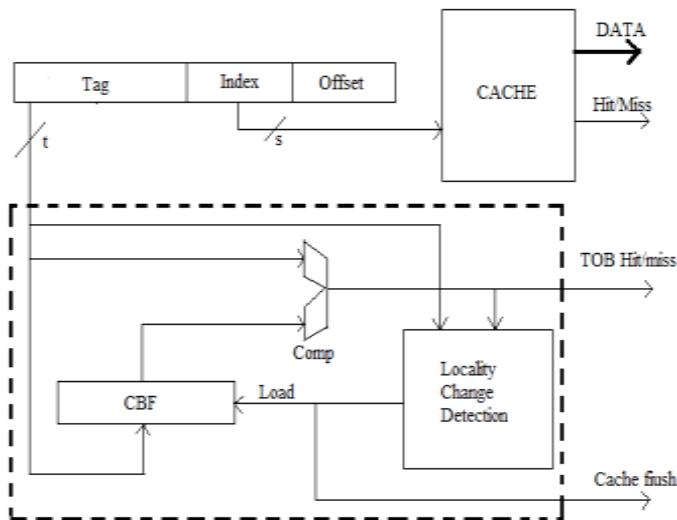 DATA
Tag Index Offset
CACHE
Hit/Miss
t
s
TOB Hit/miss
Comp
Locality
Change
Detection
Load
CBF
Cache flush